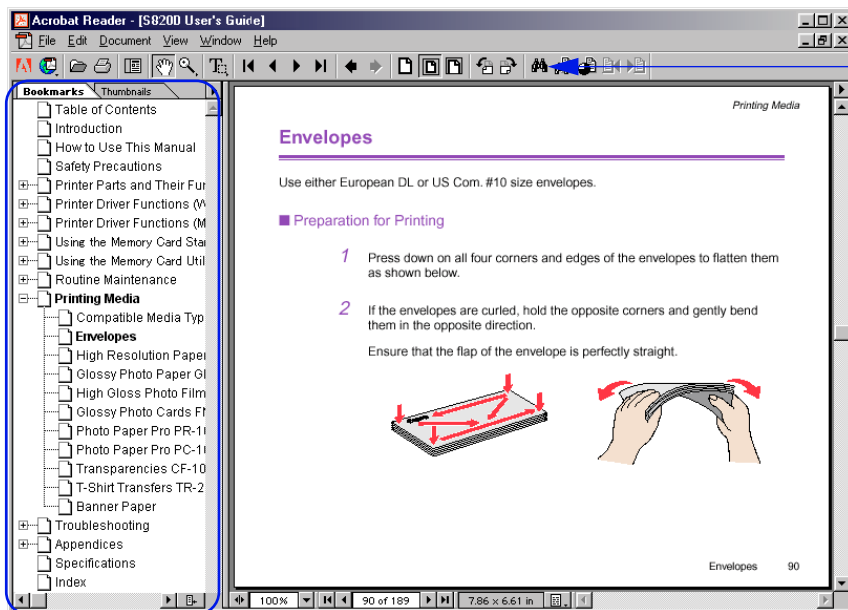 Acrobat Reader - [S8200 User's Guide]
File Edit Document View Window Help
Bookmarks Thumbnails
Table of Contents
Introduction
How to Use This Manual
Safety Precautions
Printer Parts and Their Fur
Printer Driver Functions (W
Printer Driver Functions (M
Using the Memory Card Sta
Using the Memory Card Util
Routine Maintenance
Printing Media
Compatible Media Typ
Envelopes
High Resolution Paper
Glossy Photo Paper Gl
High Gloss Photo Film
Glossy Photo Cards FM
Photo Paper Pro PR-10
Photo Paper Pro PC-10
Transparencies CF-10
T-Shirt Transfers TR-2
Banner Paper
Troubleshooting
Appendices
Specifications
Index
Printing Media
Envelopes
Use either European DL or US Com. #10 size envelopes.
Preparation for Printing
1 Press down on all four corners and edges of the envelopes to flatten them
as shown below.
2 If the envelopes are curled, hold the opposite corners and gently bend
them in the opposite direction.
Ensure that the flap of the envelope is perfectly straight.
Envelopes 90
100% 90 of 189 7.86 x 6.61 in